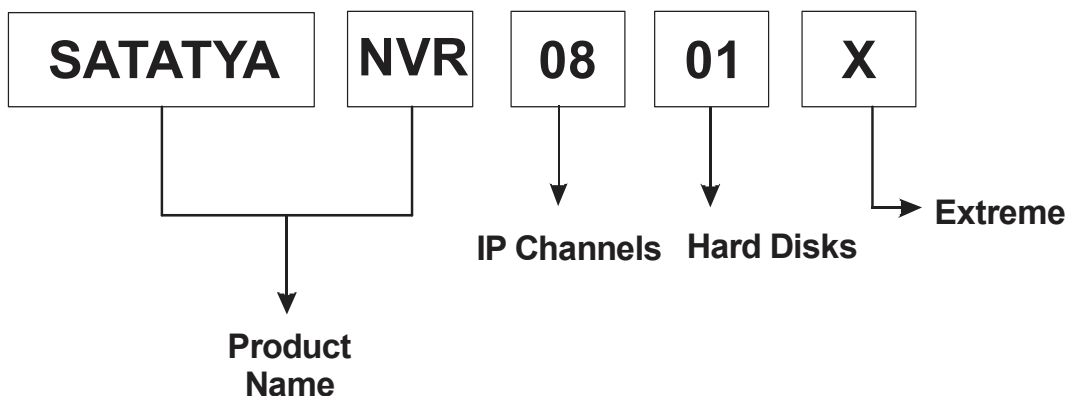 SATATYA NVR 08 01 X
Extreme
IP Channels Hard Disks
Product
Name